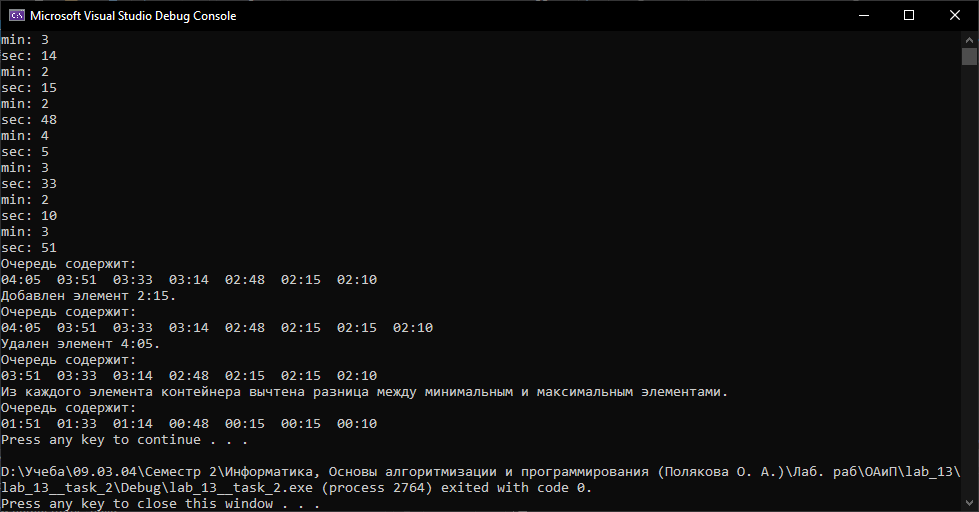 Microsoft Visual Studio Debug Console
min: 3
sec: 14
min: 2
sec: 15
min: 2
sec: 48
min: 4
sec: 5
min: 3
sec: 33
min: 2
sec: 10
min: 3
sec: 51
Очередь содержит:
04:05  03:51  03:33  03:14  02:48  02:15  02:10
Добавлен элемент 2:15.
Очередь содержит:
04:05  03:51  03:33  03:14  02:48  02:15  02:15  02:10
Удален элемент 4:05.
Очередь содержит:
03:51  03:33  03:14  02:48  02:15  02:15  02:10
Из каждого элемента контейнера вычтена разница между минимальным и максимальным элементами.
Очередь содержит:
01:51  01:33  01:14  00:48  00:15  00:15  00:10
Press any key to continue . . .
D:\Учеба\09.03.04\Семестр 2\Информатика, Основы алгоритмизации и программирования (Полякова О. А.)\Лаб. раб\ОАиП\lab_13\
lab_13__task_2\Debug\lab_13__task_2.exe (process 2764) exited with code 0.
Press any key to close this window . . .